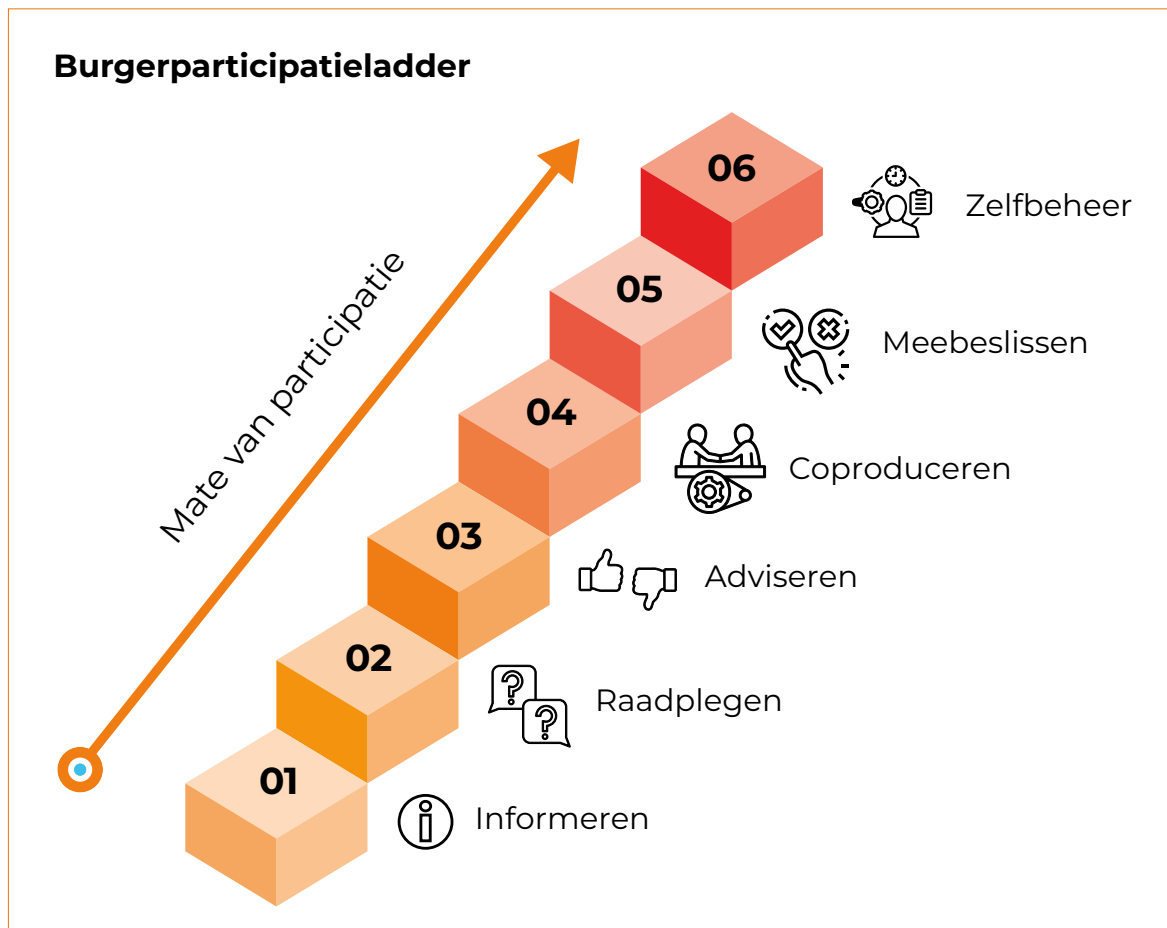 Burgerparticipatieladder
Mate van participatie
06
Zelfbeheer
05
Meebeslissen
04
Coproduceren
03
Adviseren
02
Raadplegen
01
Informeren